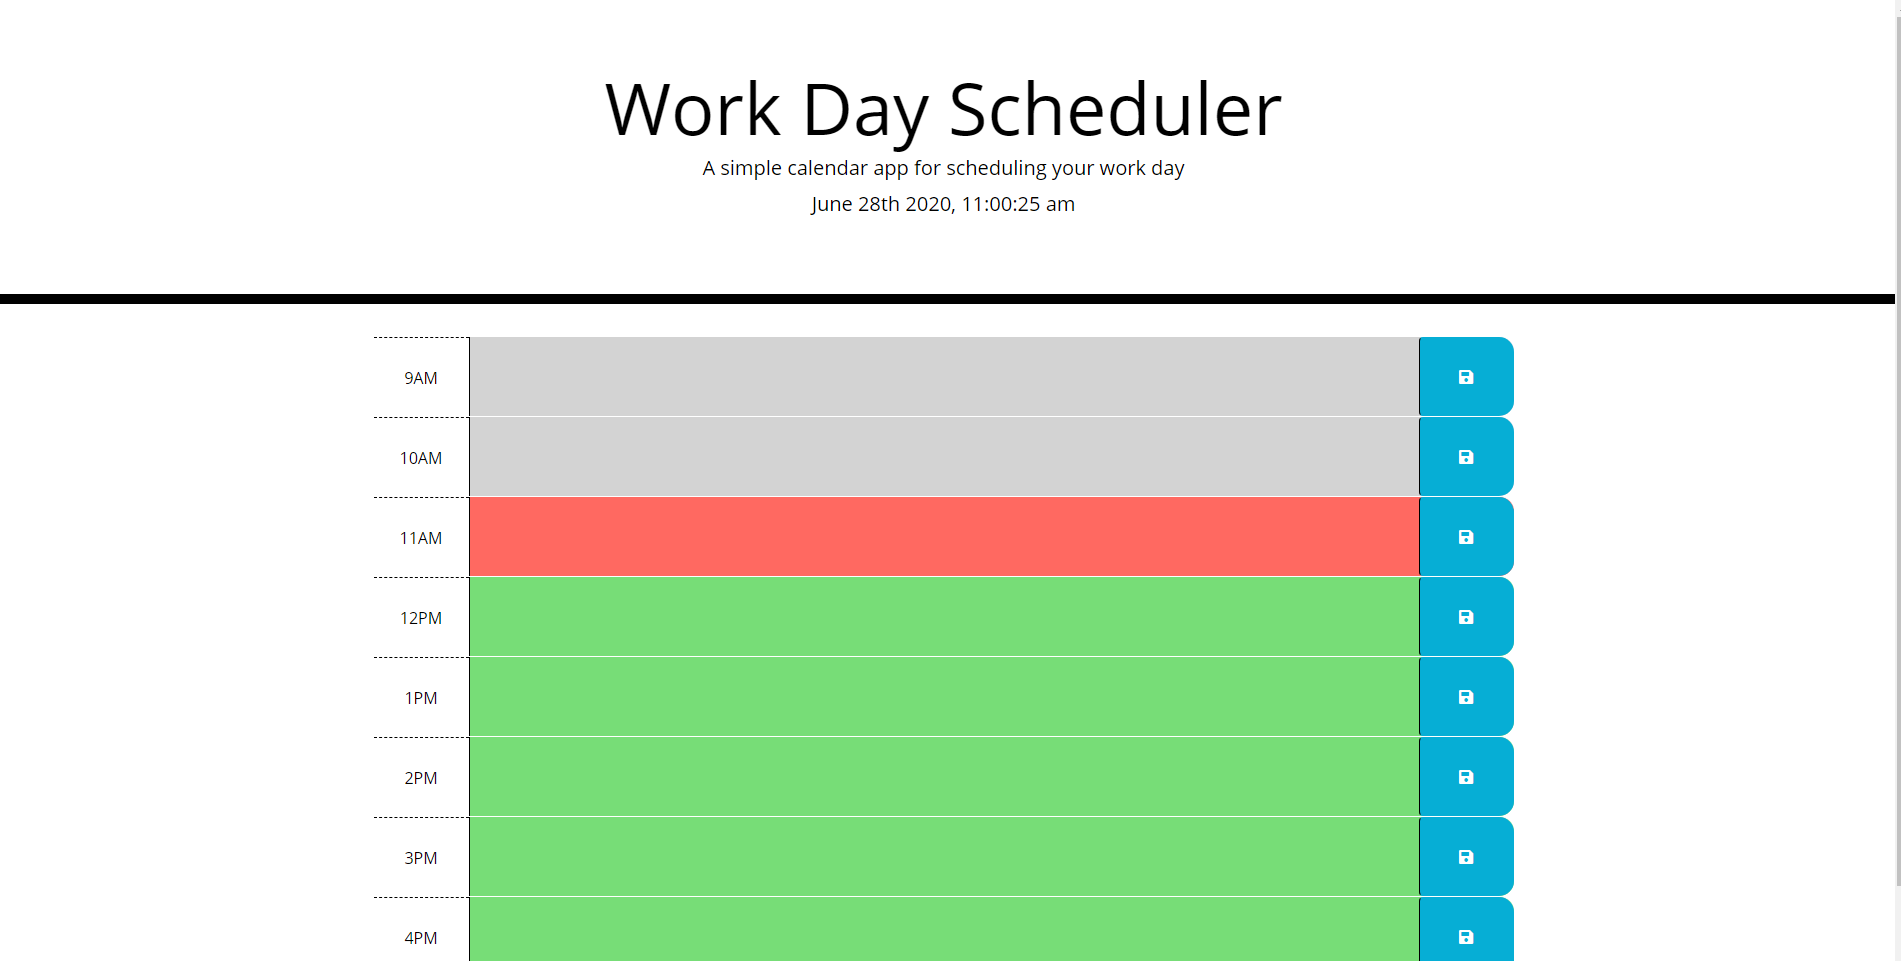 Work Day Scheduler
A simple calendar app for scheduling your work day
June 28th 2020, 11:00:25 am
9AM
10AM
11AM
12PM
1PM
2PM
3PM
4PM